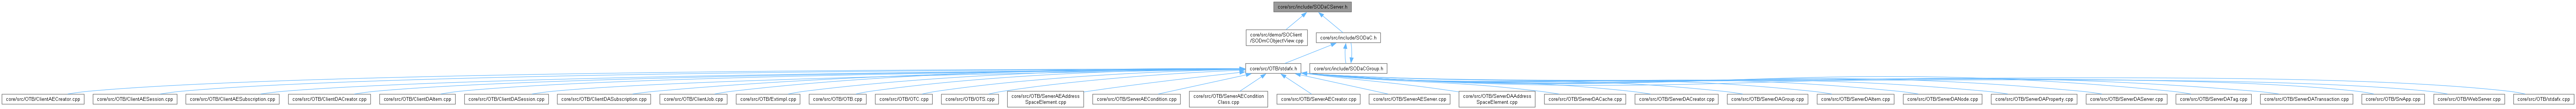 core/src/include/SODaCServer.h
core/src/demo/SOClient
/SODmCObjectView.cpp
core/src/include/SODaC.h
core/src/OTB/stdafx.h
core/src/include/SODaCGroup.h
core/src/OTB/ClientAECreator.cpp
core/src/OTB/ClientAESession.cpp
core/src/OTB/ClientAESubscription.cpp
core/src/OTB/ClientDACreator.cpp
core/src/OTB/ClientDAItem.cpp
core/src/OTB/ClientDASession.cpp
core/src/OTB/ClientDASubscription.cpp
core/src/OTB/ClientJob.cpp
core/src/OTB/ExtImpl.cpp
core/src/OTB/OTB.cpp
core/src/OTB/OTC.cpp
core/src/OTB/OTS.cpp
core/src/OTB/ServerAEAddress
SpaceElement.cpp
core/src/OTB/ServerAECondition.cpp
core/src/OTB/ServerAECondition
Class.cpp
core/src/OTB/ServerAECreator.cpp
core/src/OTB/ServerAEServer.cpp
core/src/OTB/ServerDAAddress
SpaceElement.cpp
core/src/OTB/ServerDACache.cpp
core/src/OTB/ServerDACreator.cpp
core/src/OTB/ServerDAGroup.cpp
core/src/OTB/ServerDAItem.cpp
core/src/OTB/ServerDANode.cpp
core/src/OTB/ServerDAProperty.cpp
core/src/OTB/ServerDAServer.cpp
core/src/OTB/ServerDATag.cpp
core/src/OTB/ServerDATransaction.cpp
core/src/OTB/SrvApp.cpp
core/src/OTB/WebServer.cpp
core/src/OTB/stdafx.cpp